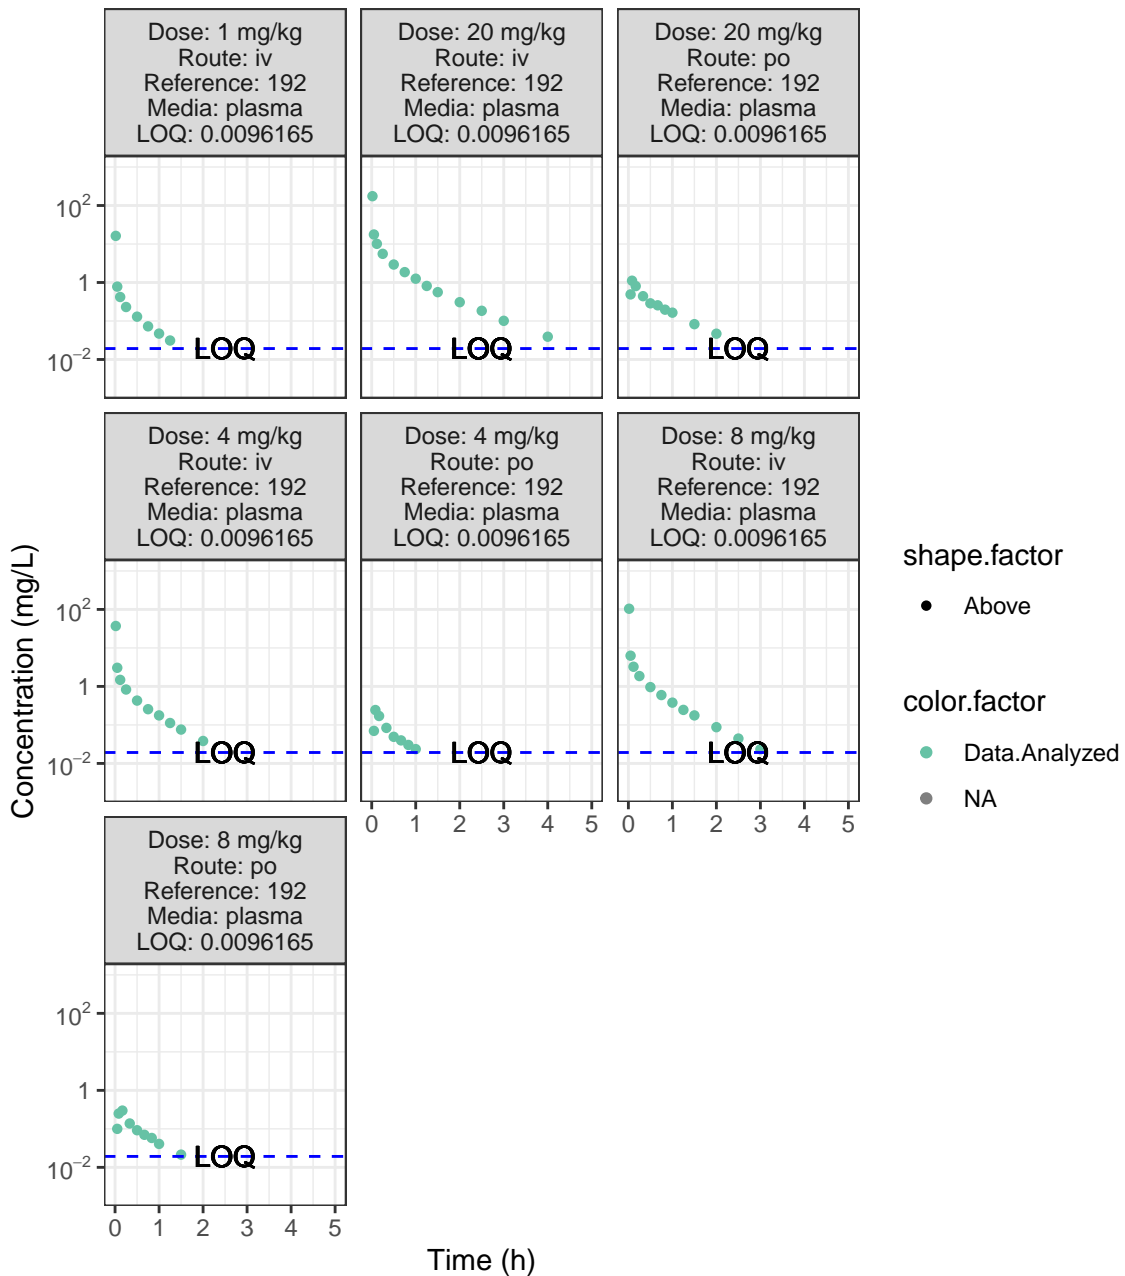 Dose: 1 mg/kg
Route: iv
Reference: 192
Media: plasma
LOQ: 0.0096165
Dose: 20 mg/kg
Route: iv
Reference: 192
Media: plasma
LOQ: 0.0096165
Dose: 20 mg/kg
Route: po
Reference: 192
Media: plasma
LOQ: 0.0096165
10²
1
10⁻²
LOQ
LOQ
LOQ
Dose: 4 mg/kg
Route: iv
Reference: 192
Media: plasma
LOQ: 0.0096165
Dose: 4 mg/kg
Route: po
Reference: 192
Media: plasma
LOQ: 0.0096165
Dose: 8 mg/kg
Route: iv
Reference: 192
Media: plasma
LOQ: 0.0096165
10²
1
10⁻²
LOQ
LOQ
LOQ
0 1 2 3 4 5
0 1 2 3 4 5
Dose: 8 mg/kg
Route: po
Reference: 192
Media: plasma
LOQ: 0.0096165
10²
1
10⁻²
LOQ
0 1 2 3 4 5
Time (h)
Concentration (mg/L)
shape.factor
Above
color.factor
Data.Analyzed
NA